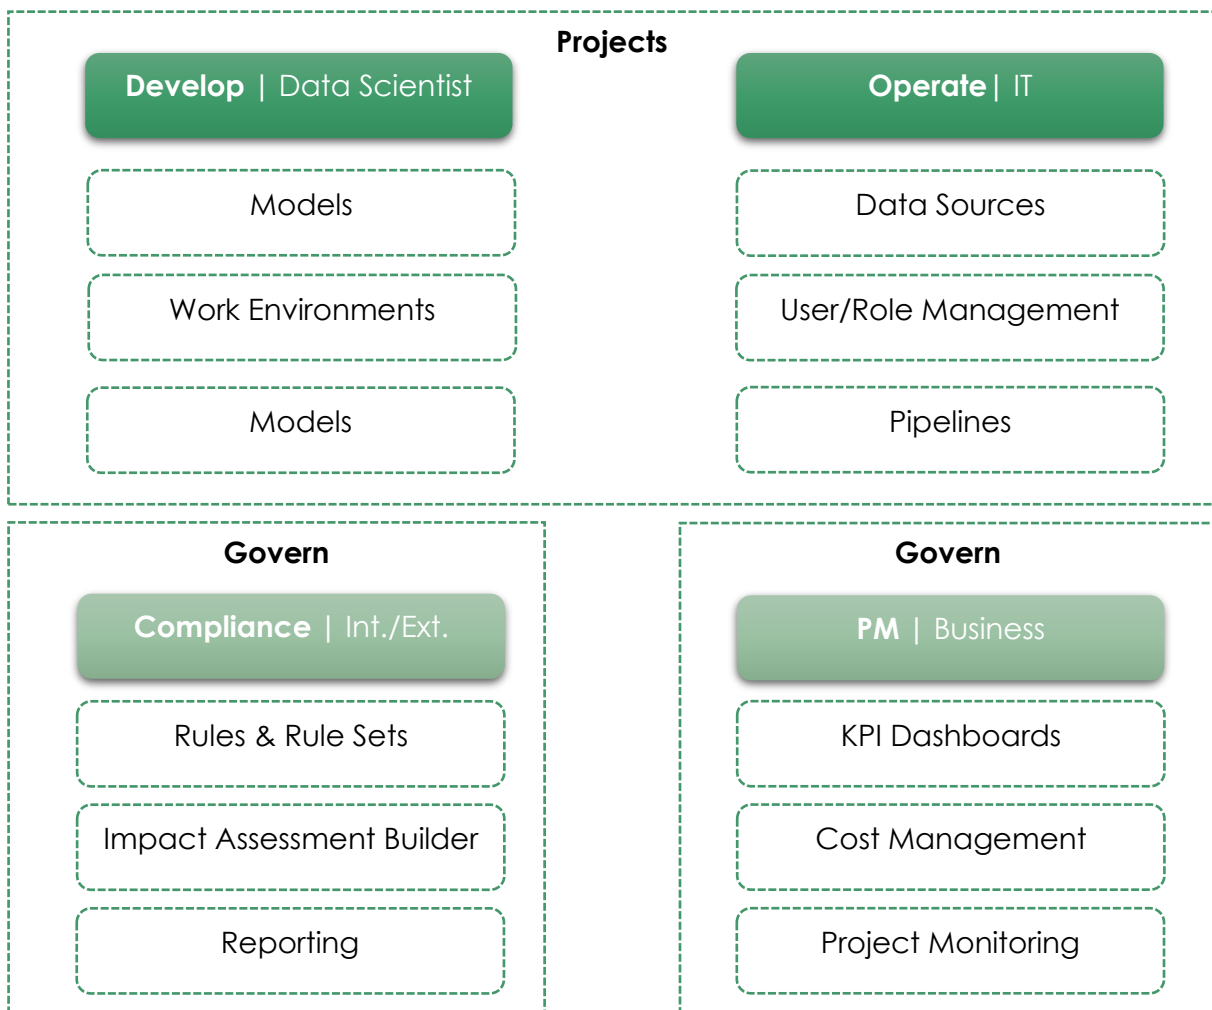 Projects
Develop | Data Scientist
Operate| IT
Models
Data Sources
Work Environments
User/Role Management
Models
Pipelines
Govern
Govern
Compliance | Int./Ext.
PM | Business
Rules & Rule Sets
KPI Dashboards
Impact Assessment Builder
Cost Management
Reporting
Project Monitoring